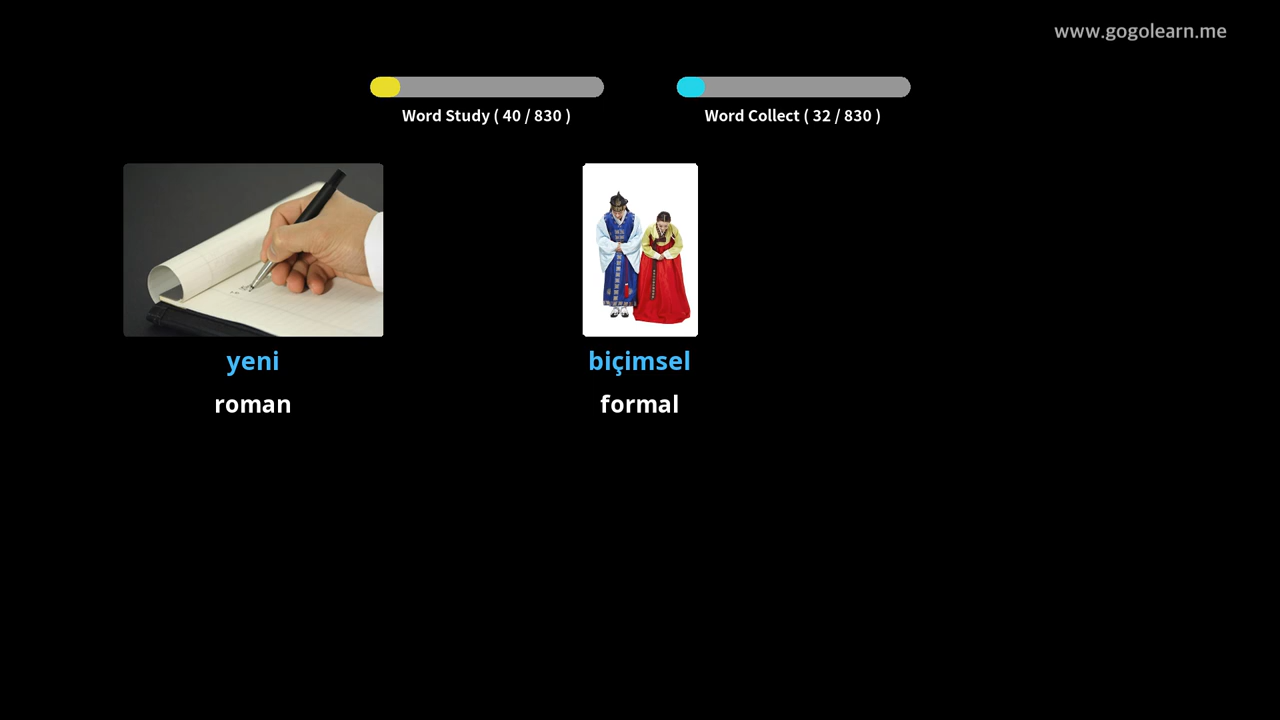 www.gogolearn.me
Word Study ( 40 / 830 )
Word Collect ( 32 / 830 )
yeni
roman
biçimsel
formal